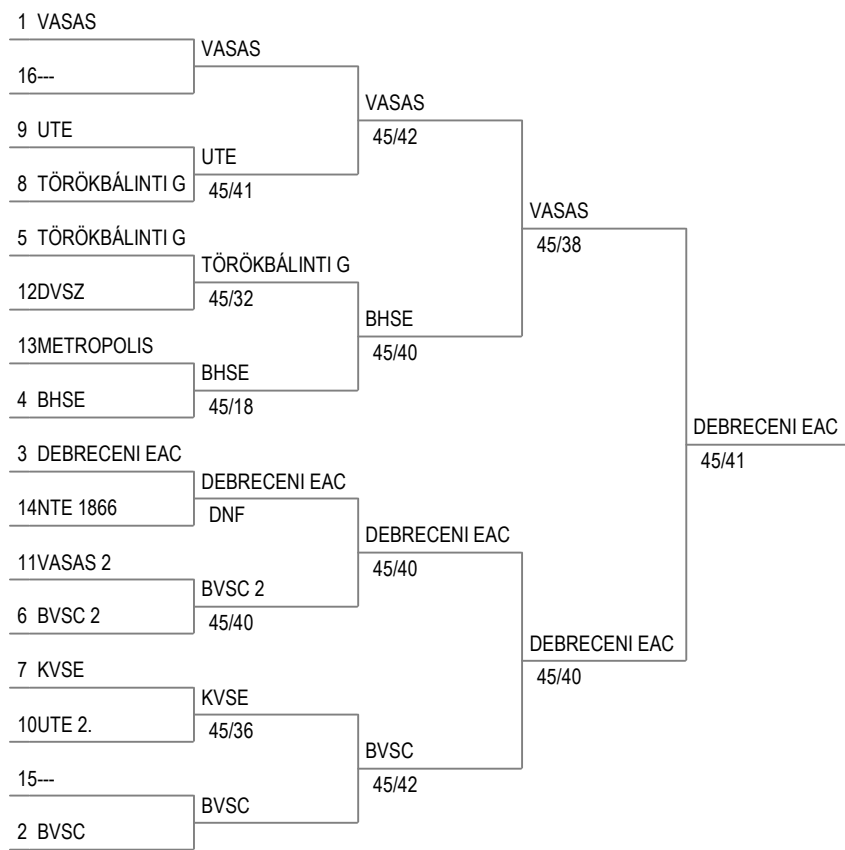 1 VASAS
16---
9 UTE
8 TÖRÖKBÁLINTI G
5 TÖRÖKBÁLINTI G
12DVSZ
13METROPOLIS
4 BHSE
3 DEBRECENI EAC
14NTE 1866
11VASAS 2
6 BVSC 2
7 KVSE
10UTE 2.
15---
2 BVSC
VASAS
UTE
45/41
TÖRÖKBÁLINTI G
45/32
BHSE
45/18
DEBRECENI EAC
DNF
BVSC 2
45/40
KVSE
45/36
BVSC
VASAS
45/42
BHSE
45/40
DEBRECENI EAC
45/40
BVSC
45/42
VASAS
45/38
DEBRECENI EAC
45/40
DEBRECENI EAC
45/41